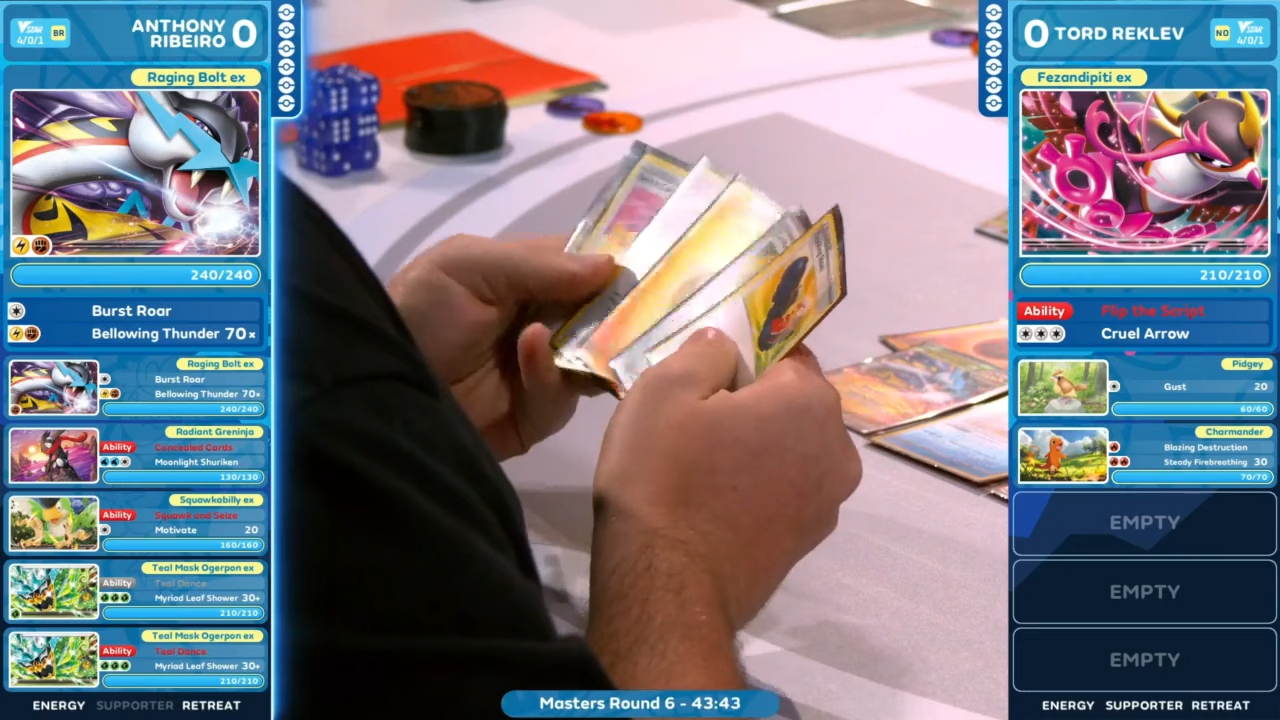 VSTAR
4/0/1
BR
ANTHONY
RIBEIRO
0
Raging Bolt ex
240/240
Burst Roar
Bellowing Thunder 70×
Raging Bolt ex
Burst Roar
Bellowing Thunder 70×
240/240
Radiant Greninja
Ability Concealed Cards
Moonlight Shuriken
130/130
Squawkabilly ex
Ability Squawk and Seize
Motivate 20
160/160
Teal Mask Ogerpon ex
Ability Teal Dance
Myriad Leaf Shower 30+
210/210
Teal Mask Ogerpon ex
Ability Teal Dance
Myriad Leaf Shower 30+
210/210
ENERGY SUPPORTER RETREAT
Masters Round 6 - 43:43
0 TORD REKLEV
NO
VSTAR
4/0/1
Fezandipiti ex
210/210
Ability Flip the Script
Cruel Arrow
Pidgey
Gust 20
60/60
Charmander
Blazing Destruction
Steady Firebreathing 30
70/70
EMPTY
EMPTY
EMPTY
ENERGY SUPPORTER RETREAT